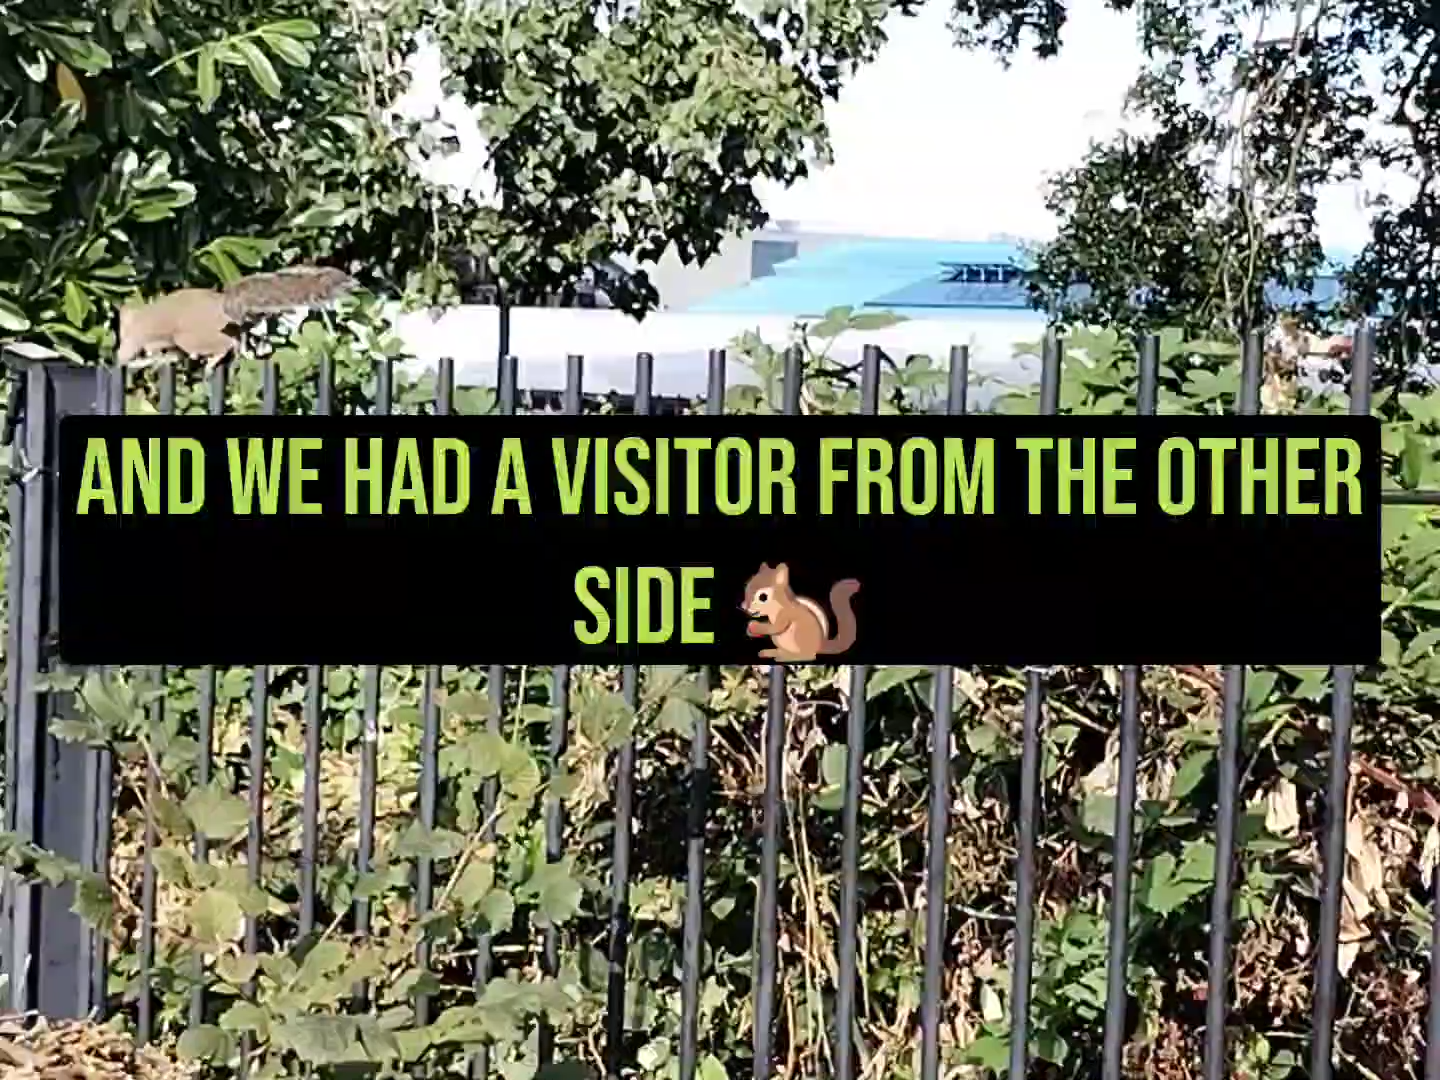 AND WE HAD A VISITOR FROM THE OTHER
SIDE 🐿️